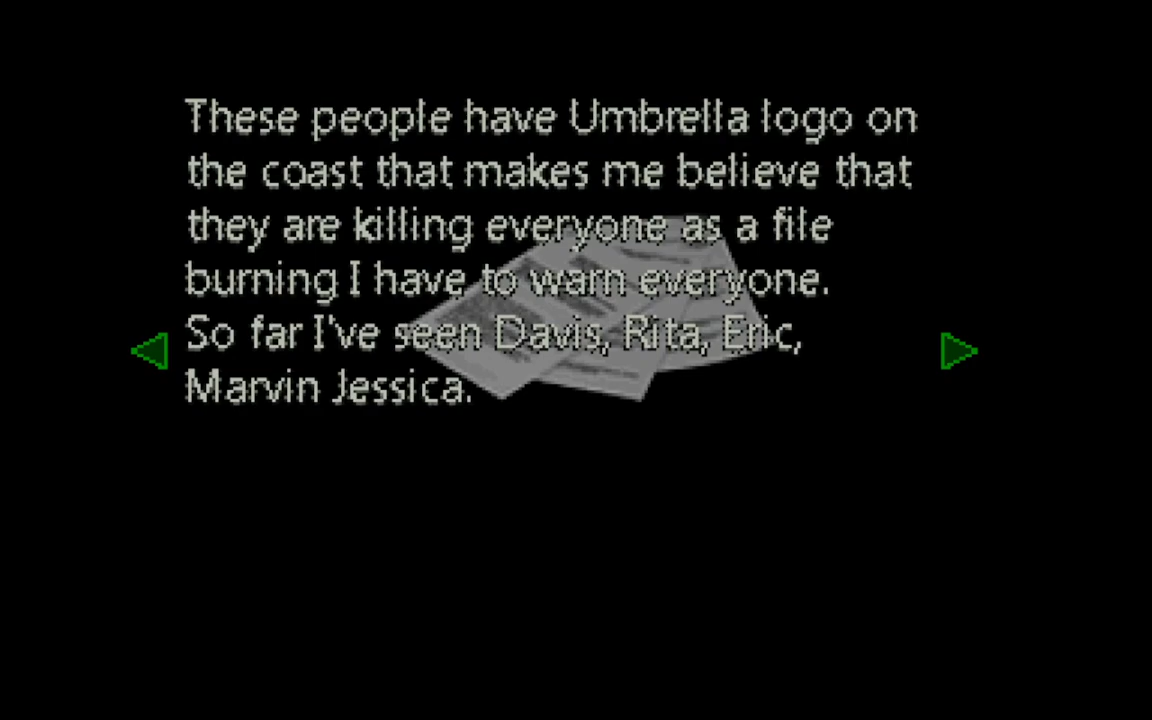 These people have Umbrella logo on
the coast that makes me believe that
they are killing everyone as a file
burning I have to warn everyone.
So far I've seen Davis, Rita, Eric,
Marvin Jessica.